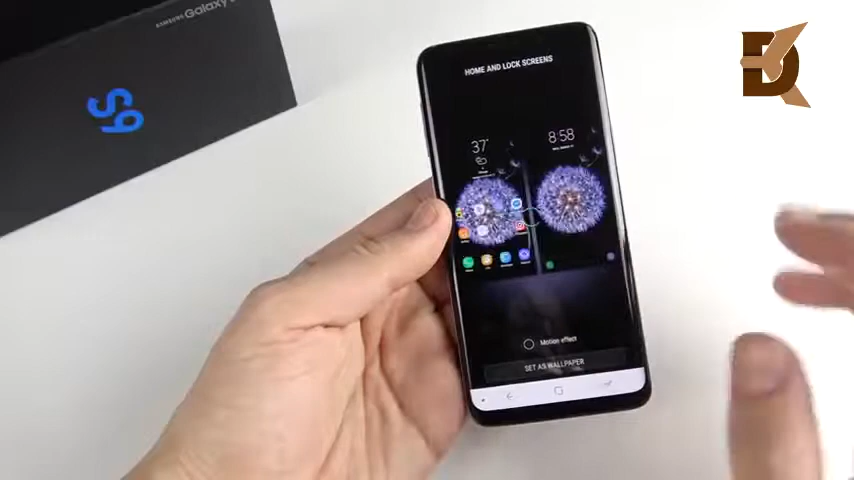 SAMSUNG Galaxy
S9
HOME AND LOCK SCREENS
37°
8:58
Motion effect
SET AS WALLPAPER